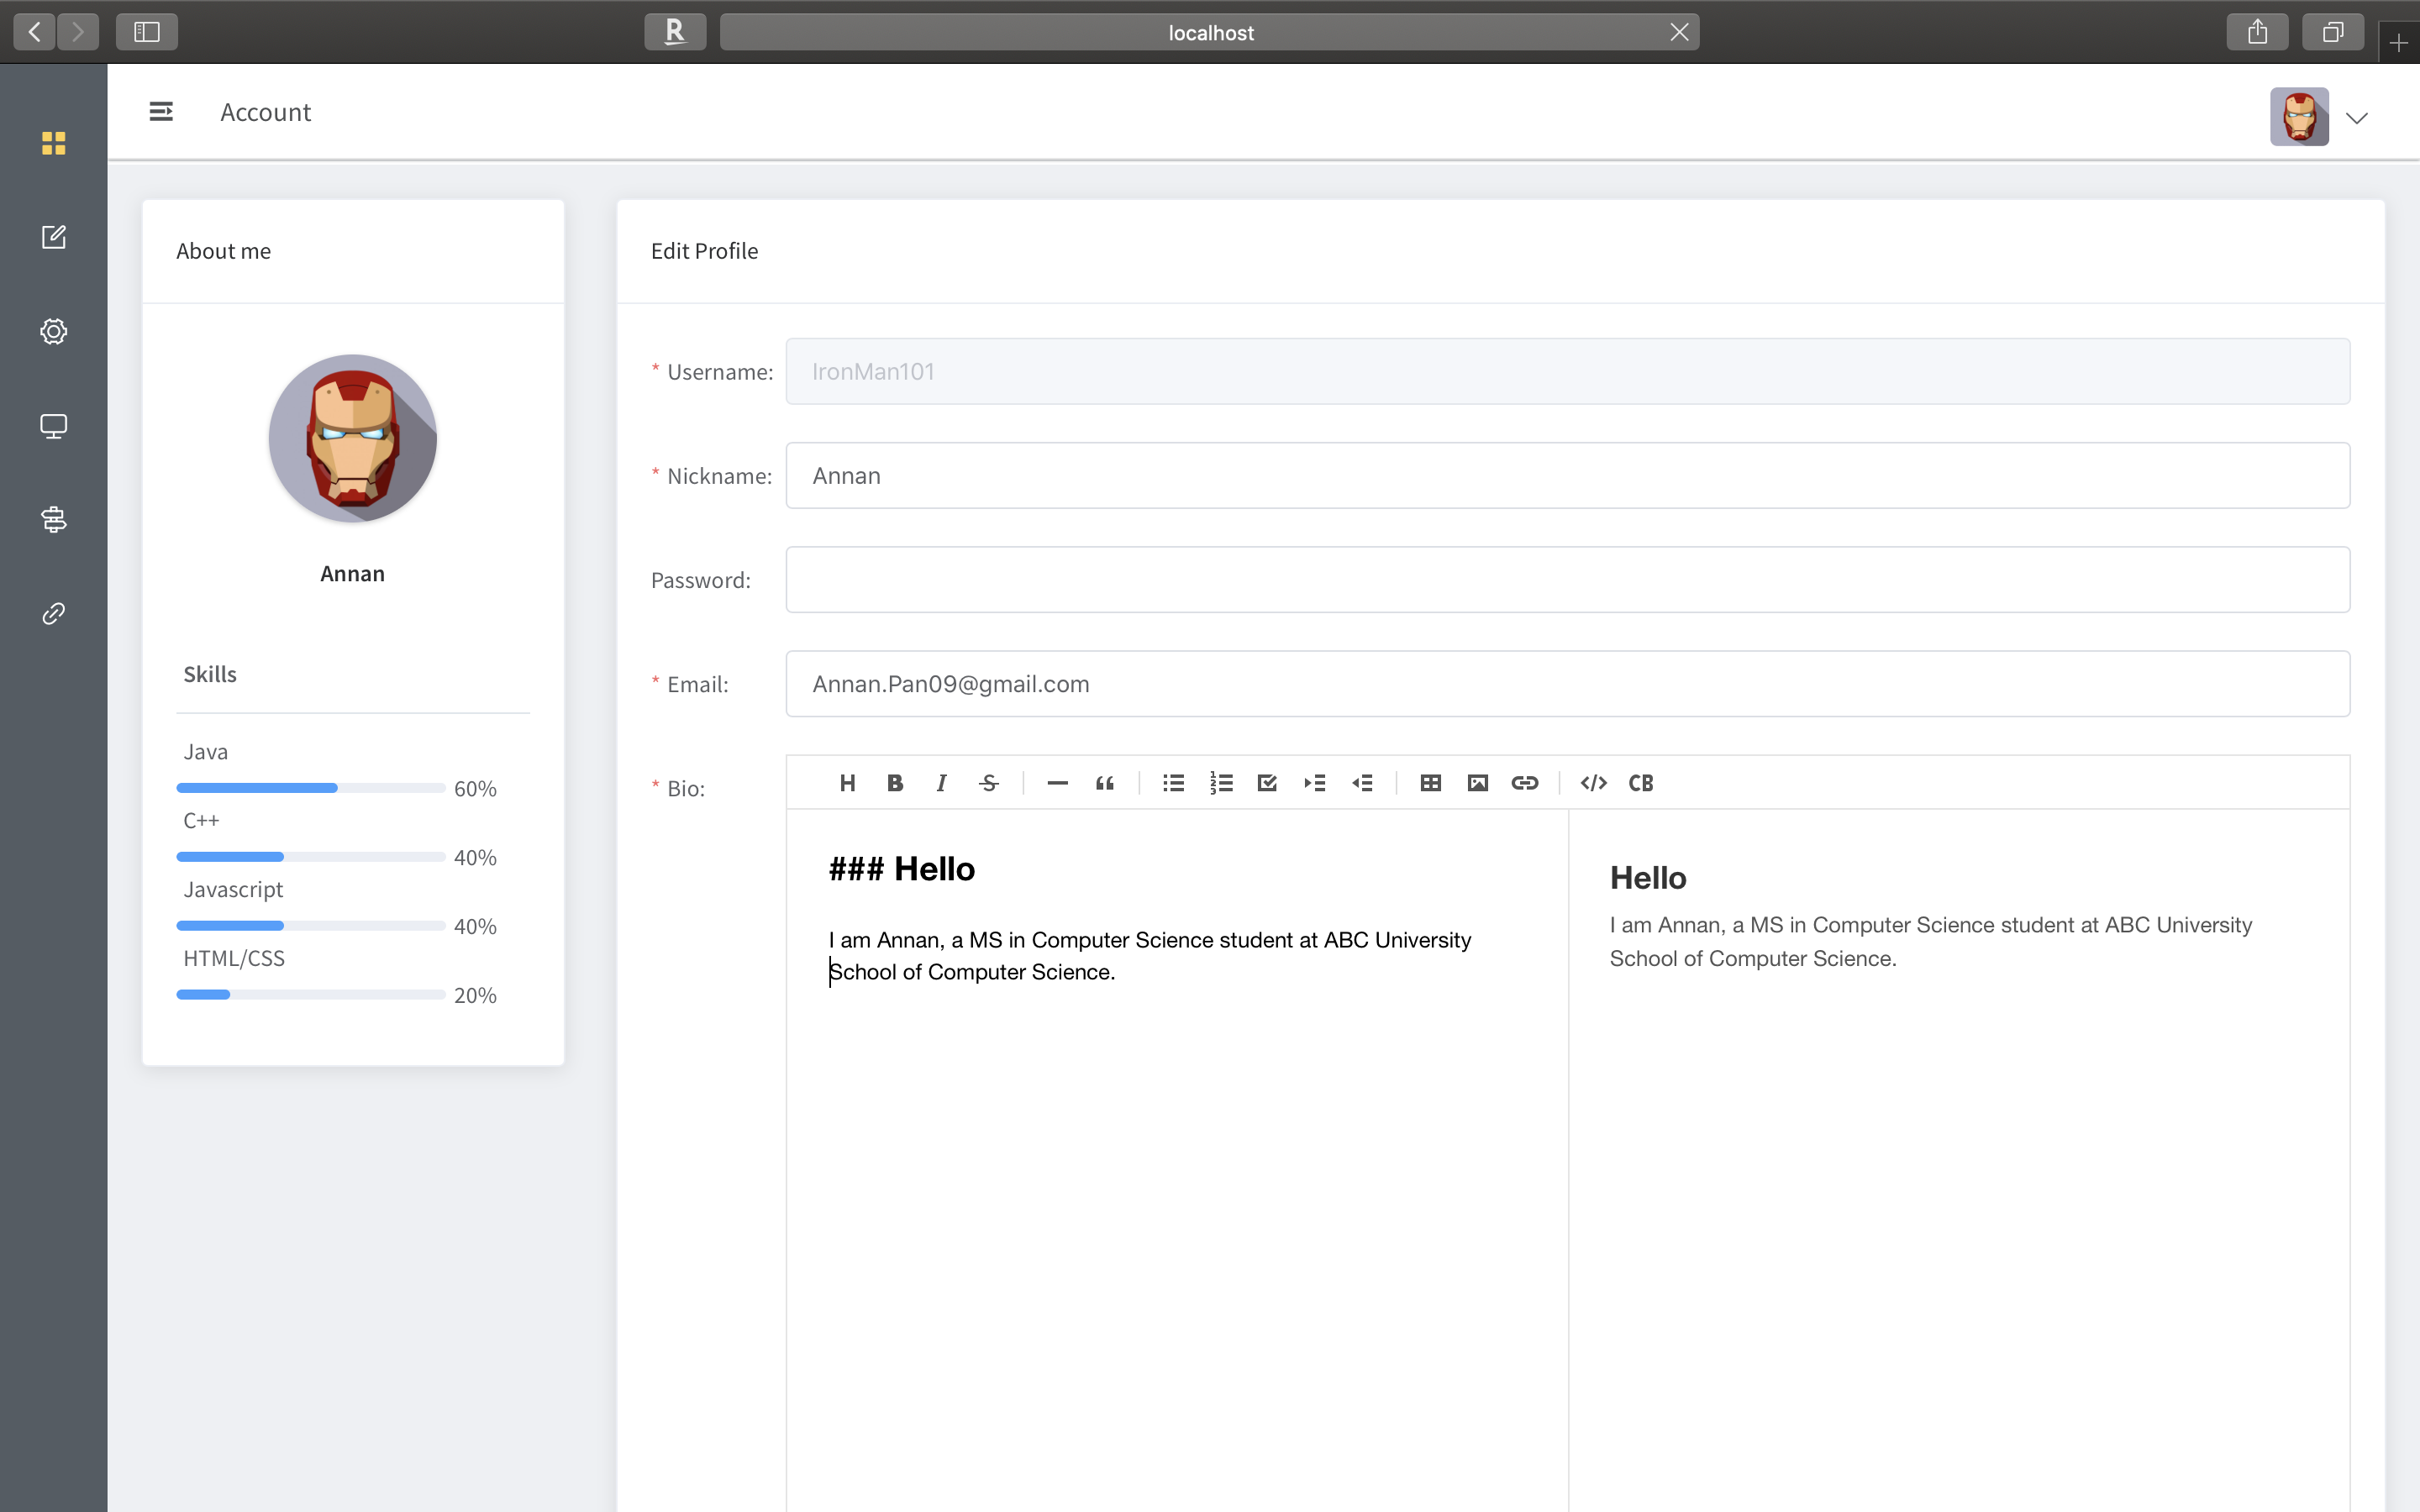 R
localhost
Account
About me
Annan
Skills
Java
60%
C++
40%
Javascript
40%
HTML/CSS
20%
Edit Profile
* Username: IronMan101
* Nickname: Annan
Password:
* Email: Annan.Pan09@gmail.com
* Bio:
H B I S “ </> CB
### Hello
I am Annan, a MS in Computer Science student at ABC University
School of Computer Science.
Hello
I am Annan, a MS in Computer Science student at ABC University
School of Computer Science.